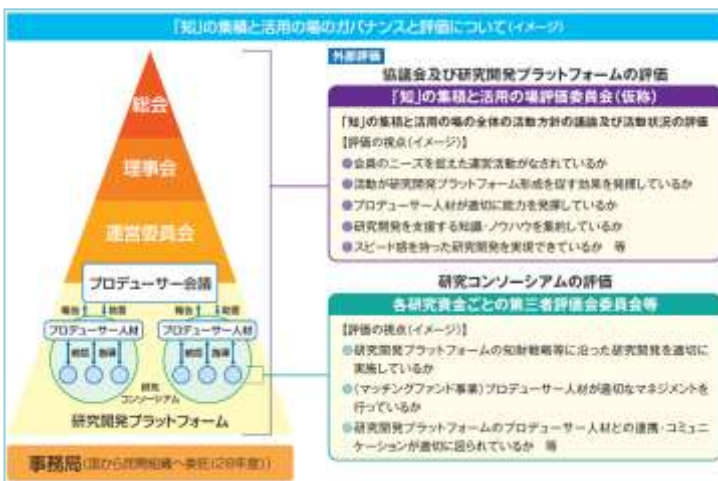 「知」の集積と活用の場のガバナンスと評価について(イメージ)
総会
理事会
運営委員会
プロデューサー会議
報告
助言
報告
助言
プロデューサー人材
プロデューサー人材
相談
指導
相談
指導
研究
コンソーシアム
研究開発プラットフォーム
事務局(国から民間組織へ委託(28年度))
外部評価
協議会及び研究開発プラットフォームの評価
「知」の集積と活用の場評価委員会(仮称)
「知」の集積と活用の場の全体の活動方針の議論及び活動状況の評価
【評価の視点(イメージ)】
●会員のニーズを捉えた運営活動がなされているか
●活動が研究開発プラットフォーム形成を促す効果を発揮しているか
●プロデューサー人材が適切に能力を発揮しているか
●研究開発を支援する知識・ノウハウを集約しているか
●スピード感を持った研究開発を実現できているか 等
研究コンソーシアムの評価
各研究資金ごとの第三者評価会委員会等
【評価の視点(イメージ)】
●研究開発プラットフォームの知財戦略等に沿った研究開発を適切に
実施しているか
●(マッチングファンド事業)プロデューサー人材が適切なマネジメントを
行っているか
●研究開発プラットフォームのプロデューサー人材との連携・コミュニ
ケーションが適切に図られているか 等